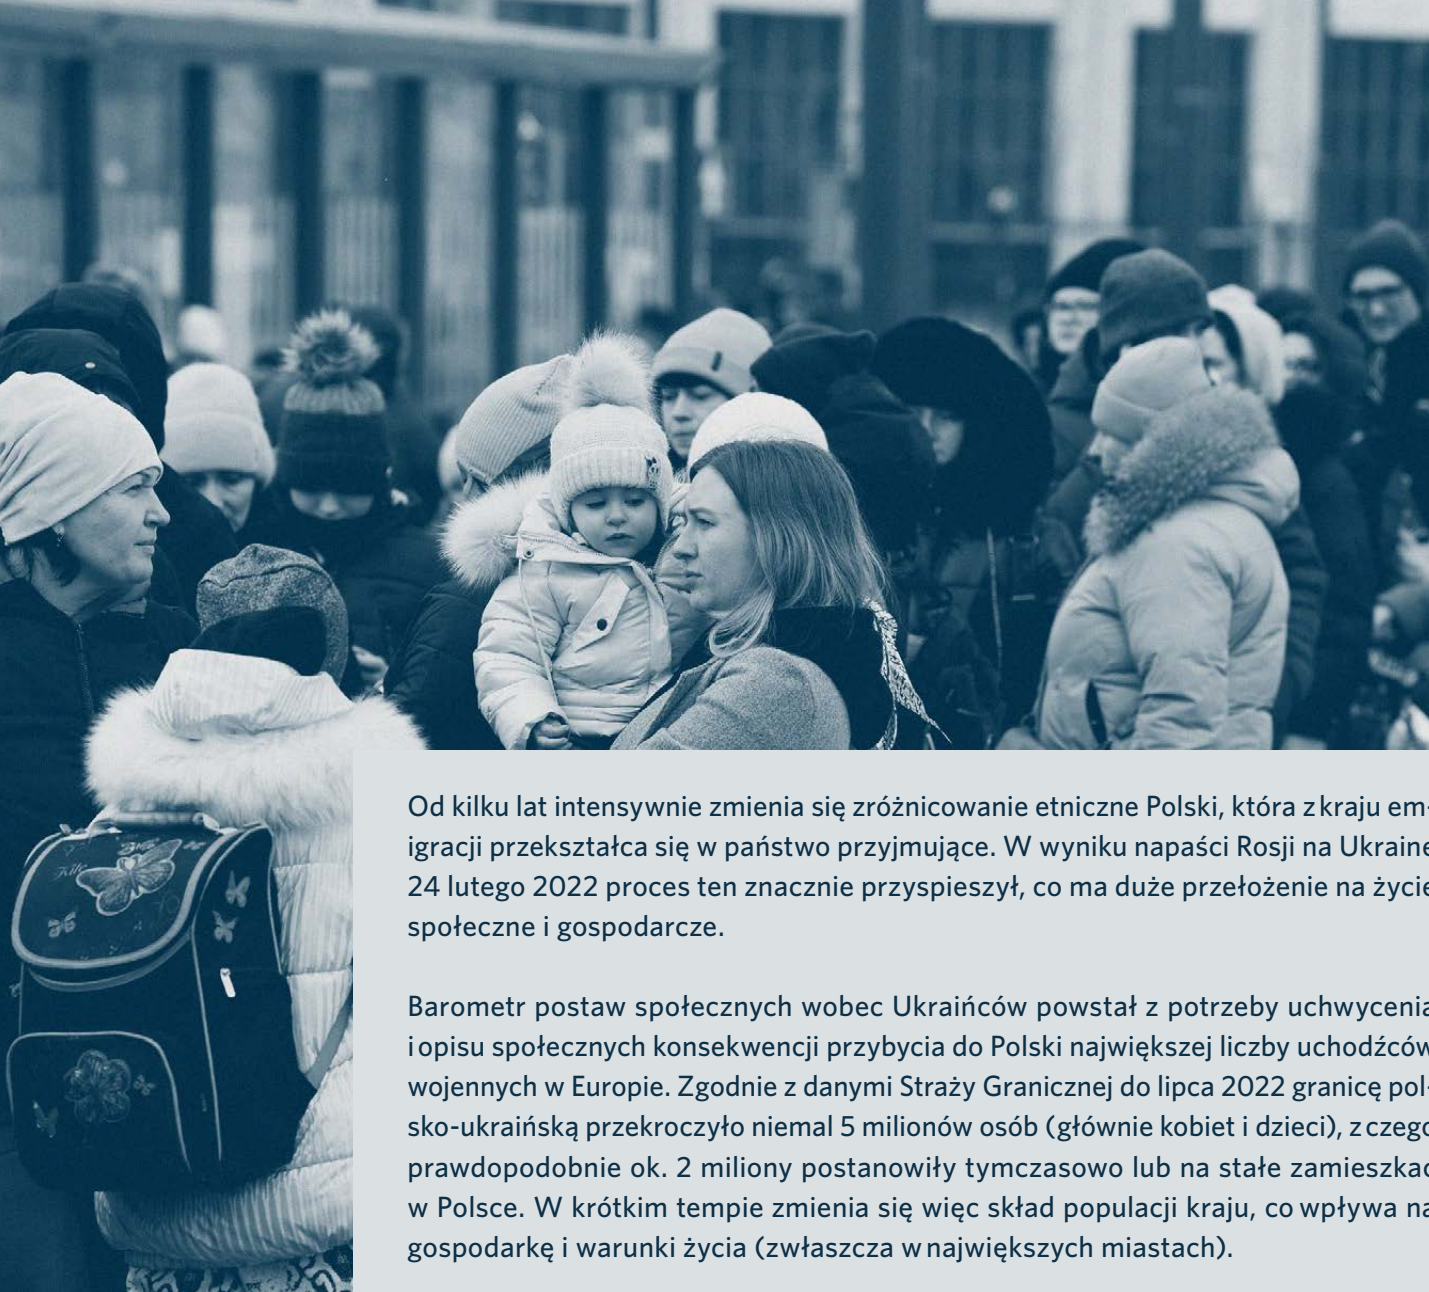 Od kilku lat intensywnie zmienia się zróżnicowanie etniczne Polski, która z kraju em-
igracji przekształca się w państwo przyjmujące. W wyniku napaści Rosji na Ukrainę
24 lutego 2022 proces ten znacznie przyspieszył, co ma duże przełożenie na życie
społeczne i gospodarcze.
Barometr postaw społecznych wobec Ukraińców powstał z potrzeby uchwycenia
i opisu społecznych konsekwencji przybycia do Polski największej liczby uchodźców
wojennych w Europie. Zgodnie z danymi Straży Granicznej do lipca 2022 granicę pol-
sko-ukraińską przekroczyło niemal 5 milionów osób (głównie kobiet i dzieci), z czego
prawdopodobnie ok. 2 miliony postanowiły tymczasowo lub na stałe zamieszkać
w Polsce. W krótkim tempie zmienia się więc skład populacji kraju, co wpływa na
gospodarkę i warunki życia (zwłaszcza w największych miastach).